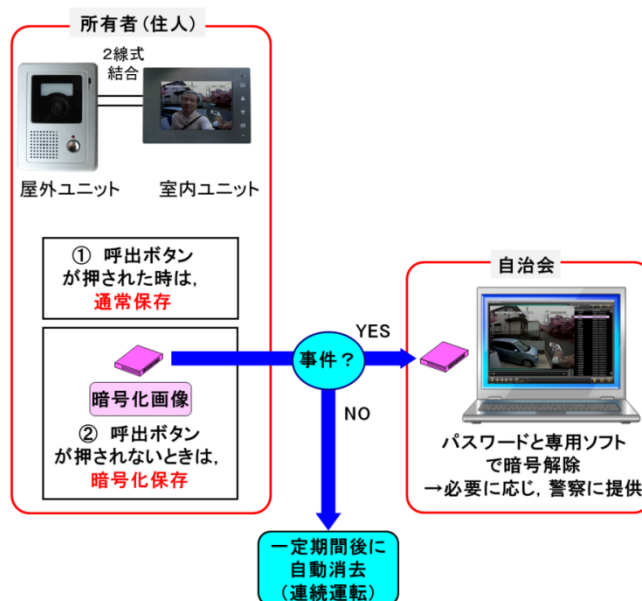 所有者(住人)
2線式
結合
屋外ユニット
室内ユニット
① 呼出ボタン
が押された時は,
通常保存
暗号化画像
② 呼出ボタン
が押されないときは,
暗号化保存
事件?
YES
NO
一定期間後に
自動消去
(連続運転)
自治会
パスワードと専用ソフト
で暗号解除
→必要に応じ, 警察に提供